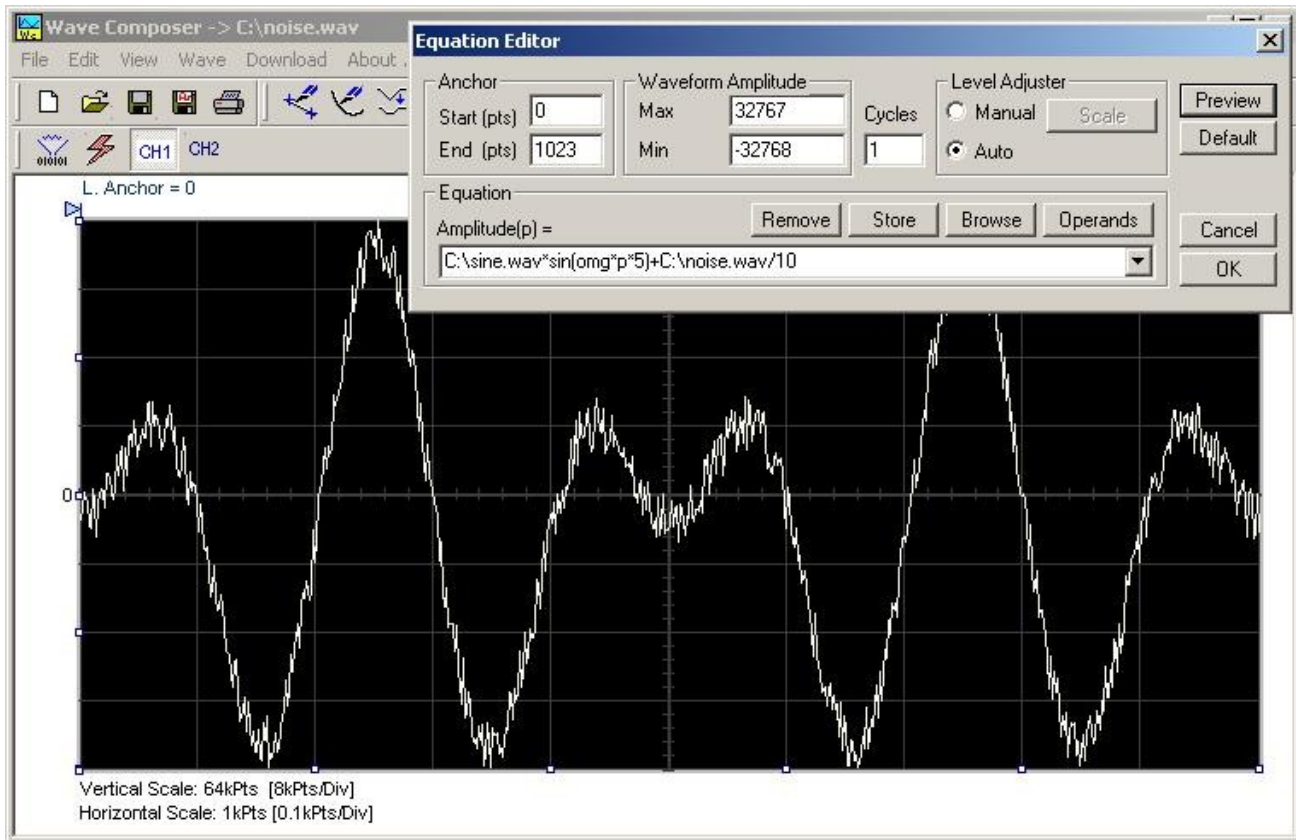 Wave Composer -> C:\noise.wav
File Edit View Wave Download About
Equation Editor
Anchor
Start (pts) 0
End (pts) 1023
Waveform Amplitude
Max 32767
Min -32768
Cycles
1
Level Adjuster
Manual Scale
Auto
Preview
Default
CH1 CH2
L. Anchor = 0
Equation
Amplitude(p) =
Remove Store Browse Operands
C:\sine.wav*sin(omg*p*5)+C:\noise.wav/10
Cancel
OK
0
Vertical Scale: 64kPts [8kPts/Div]
Horizontal Scale: 1kPts [0.1kPts/Div]